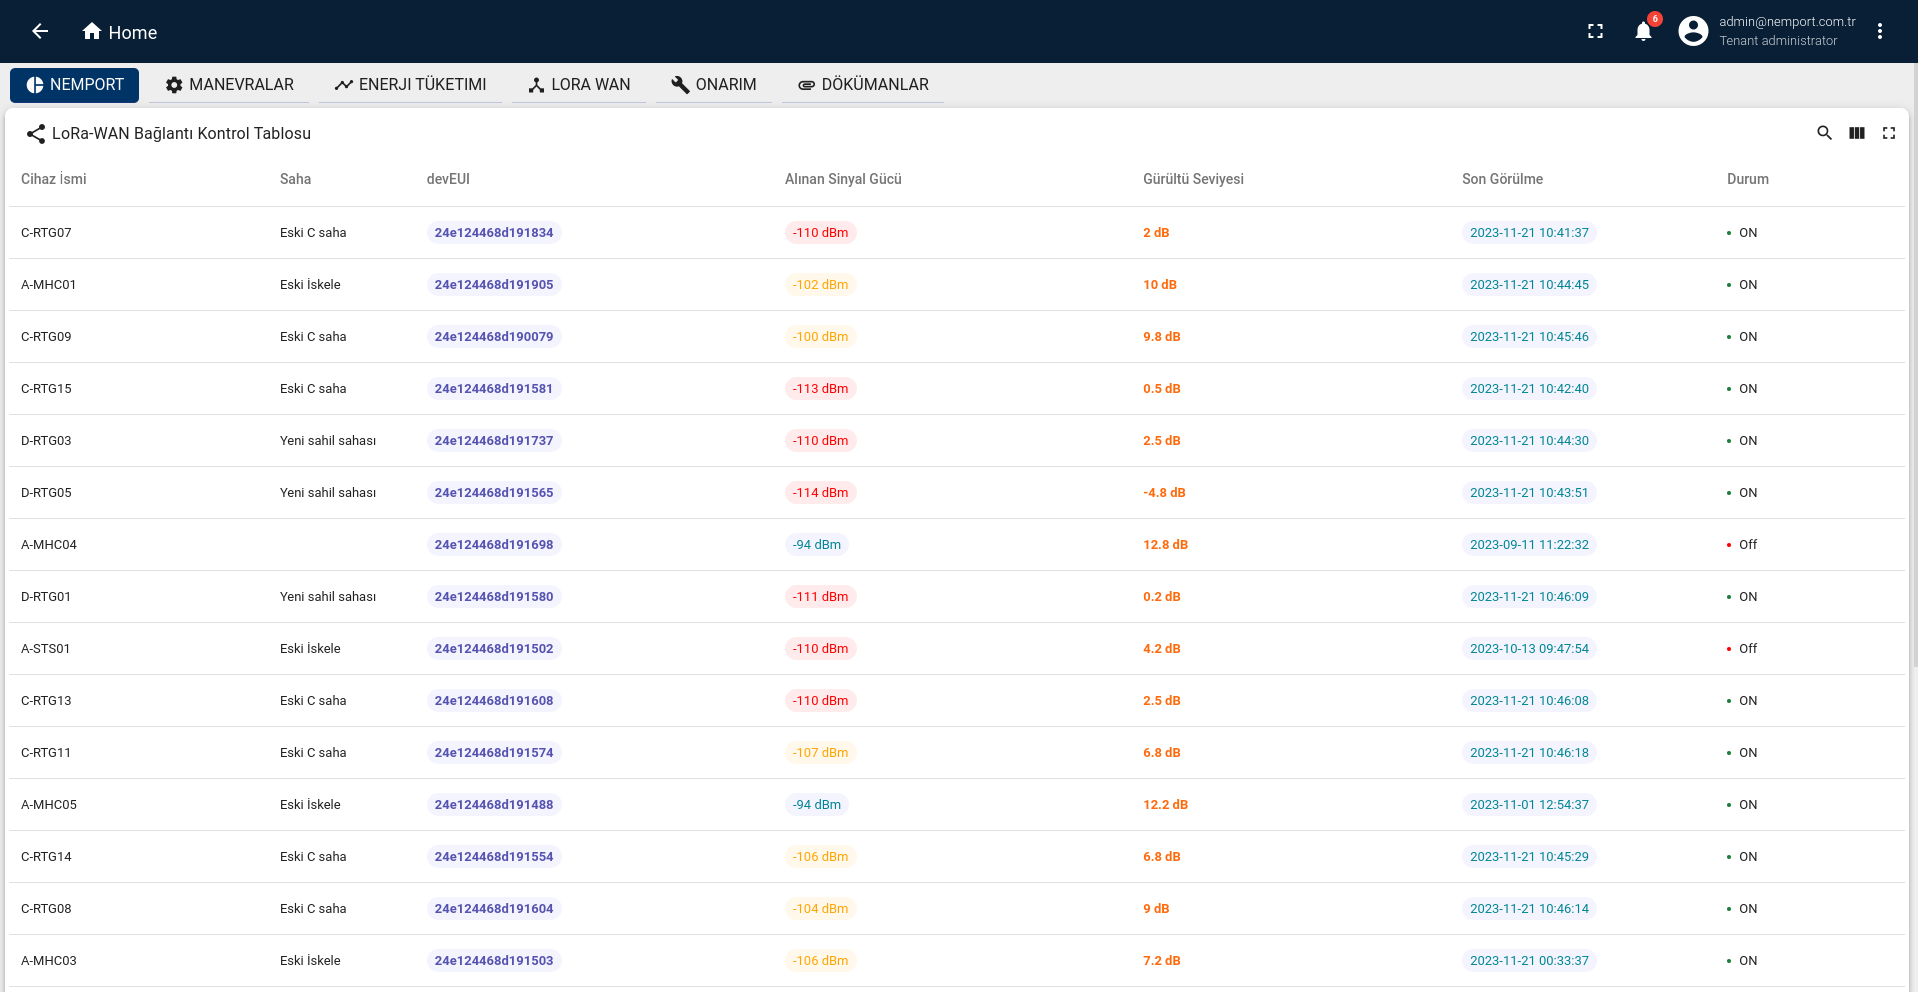 Home
6
admin@nemport.com.tr
Tenant administrator
NEMPORT MANEVRALAR ENERJI TÜKETIMI LORA WAN ONARIM DÖKÜMANLAR
LoRa-WAN Bağlantı Kontrol Tablosu
Cihaz İsmi Saha devEUI Alınan Sinyal Gücü Gürültü Seviyesi Son Görülme Durum
C-RTG07 Eski C saha 24e124468d191834 -110 dBm 2 dB 2023-11-21 10:41:37 ON
A-MHC01 Eski İskele 24e124468d191905 -102 dBm 10 dB 2023-11-21 10:44:45 ON
C-RTG09 Eski C saha 24e124468d190079 -100 dBm 9.8 dB 2023-11-21 10:45:46 ON
C-RTG15 Eski C saha 24e124468d191581 -113 dBm 0.5 dB 2023-11-21 10:42:40 ON
D-RTG03 Yeni sahil sahası 24e124468d191737 -110 dBm 2.5 dB 2023-11-21 10:44:30 ON
D-RTG05 Yeni sahil sahası 24e124468d191565 -114 dBm -4.8 dB 2023-11-21 10:43:51 ON
A-MHC04 24e124468d191698 -94 dBm 12.8 dB 2023-09-11 11:22:32 Off
D-RTG01 Yeni sahil sahası 24e124468d191580 -111 dBm 0.2 dB 2023-11-21 10:46:09 ON
A-STS01 Eski İskele 24e124468d191502 -110 dBm 4.2 dB 2023-10-13 09:47:54 Off
C-RTG13 Eski C saha 24e124468d191608 -110 dBm 2.5 dB 2023-11-21 10:46:08 ON
C-RTG11 Eski C saha 24e124468d191574 -107 dBm 6.8 dB 2023-11-21 10:46:18 ON
A-MHC05 Eski İskele 24e124468d191488 -94 dBm 12.2 dB 2023-11-01 12:54:37 ON
C-RTG14 Eski C saha 24e124468d191554 -106 dBm 6.8 dB 2023-11-21 10:45:29 ON
C-RTG08 Eski C saha 24e124468d191604 -104 dBm 9 dB 2023-11-21 10:46:14 ON
A-MHC03 Eski İskele 24e124468d191503 -106 dBm 7.2 dB 2023-11-21 00:33:37 ON